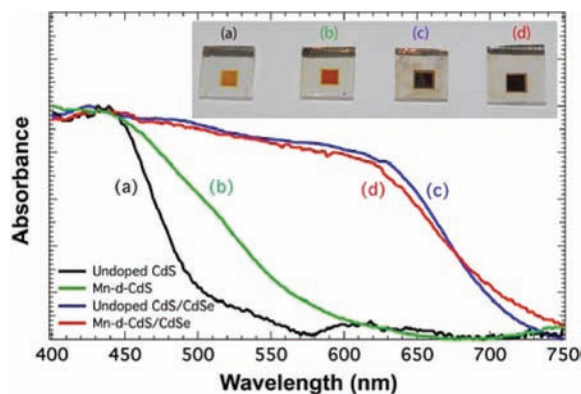 (a) (b) (c) (d)
Absorbance
(a)
(b)
(d)
(c)
Undoped CdS
Mn-d-CdS
Undoped CdS/CdSe
Mn-d-CdS/CdSe
400 450 500 550 600 650 700 750
Wavelength (nm)